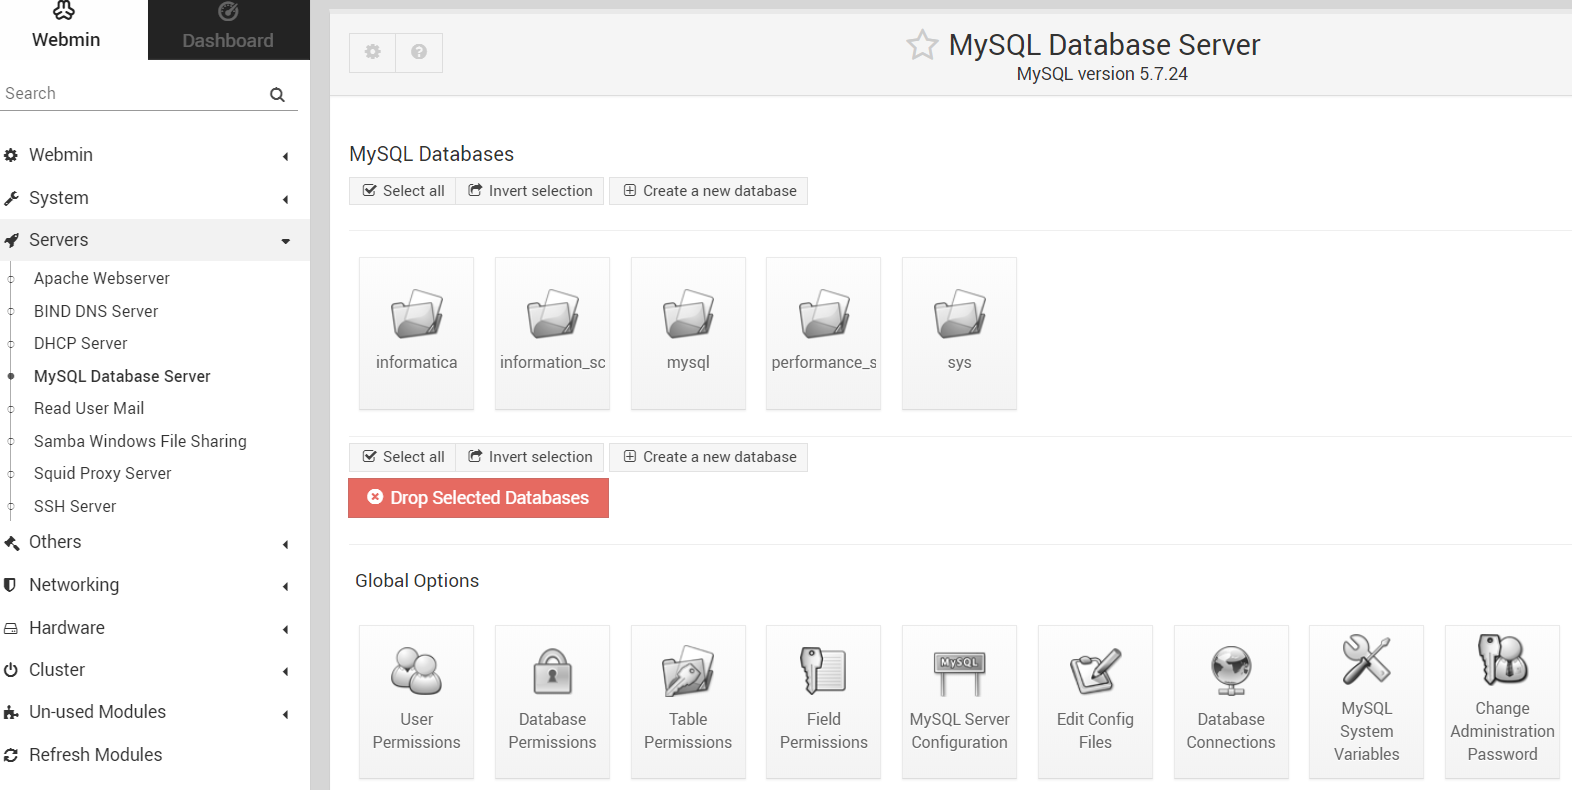 Webmin
Dashboard
Search
Webmin
System
Servers
Apache Webserver
BIND DNS Server
DHCP Server
MySQL Database Server
Read User Mail
Samba Windows File Sharing
Squid Proxy Server
SSH Server
Others
Networking
Hardware
Cluster
Un-used Modules
Refresh Modules
MySQL Database Server
MySQL version 5.7.24
MySQL Databases
Select all Invert selection Create a new database
informatica information_sc mysql performance_s sys
Select all Invert selection Create a new database
Drop Selected Databases
Global Options
MySQL
User Permissions
Database Permissions
Table Permissions
Field Permissions
MySQL Server Configuration
Edit Config Files
Database Connections
MySQL System Variables
Change Administration Password